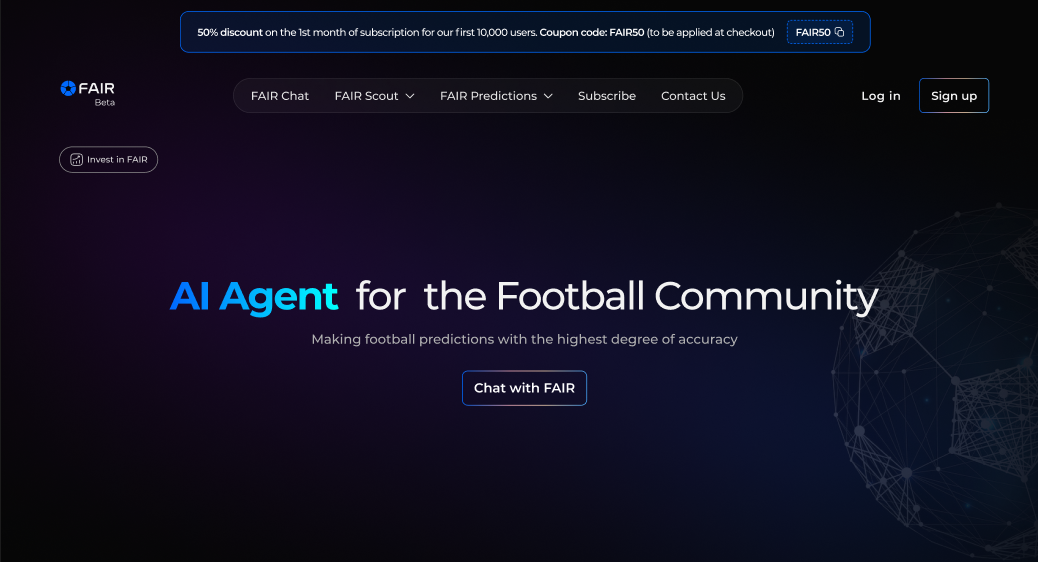 50% discount on the 1st month of subscription for our first 10,000 users. Coupon code: FAIR50 (to be applied at checkout) FAIR50
FAIR
Beta
FAIR Chat FAIR Scout FAIR Predictions Subscribe Contact Us
Log in Sign up
Invest in FAIR
AI Agent for the Football Community
Making football predictions with the highest degree of accuracy
Chat with FAIR